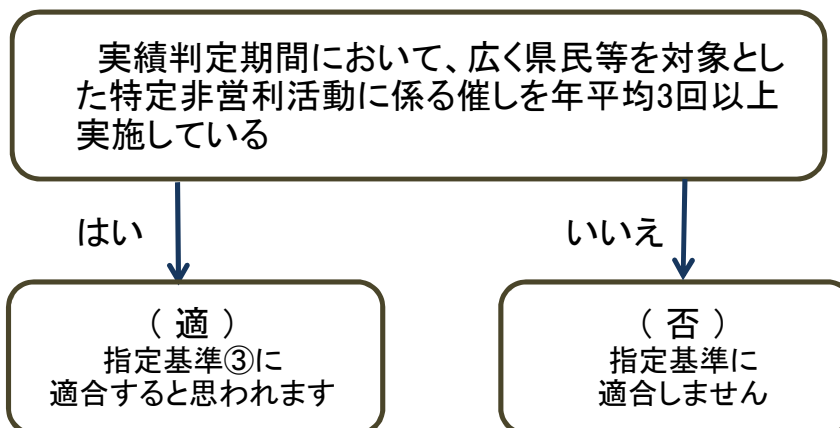 実績判定期間において、広く県民等を対象とし
た特定非営利活動に係る催しを年平均3回以上
実施している
はい
いいえ
（ 適 ）
指定基準③に
適合すると思われます
（ 否 ）
指定基準に
適合しません